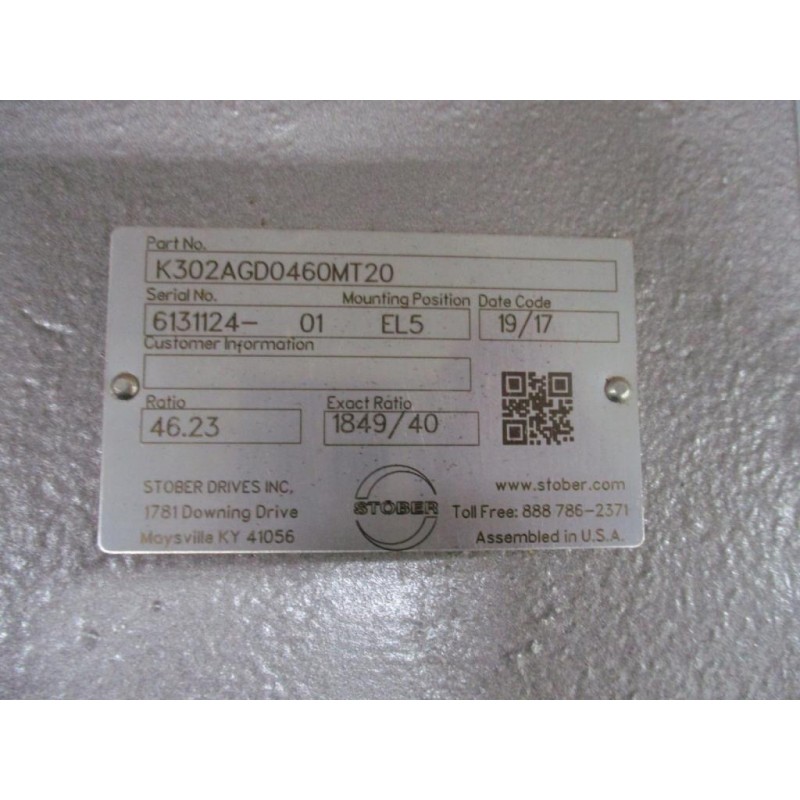 Part No.
K302AGD0460MT20
Serial No. Mounting Position Date Code
6131124- 01 EL5 19/17
Customer Information
Ratio Exact Ratio
46.23 1849/40
STOBER DRIVES INC. www.stober.com
1781 Downing Drive STÖBER Toll Free: 888 786-2371
Maysville KY 41056 Assembled in U.S.A.